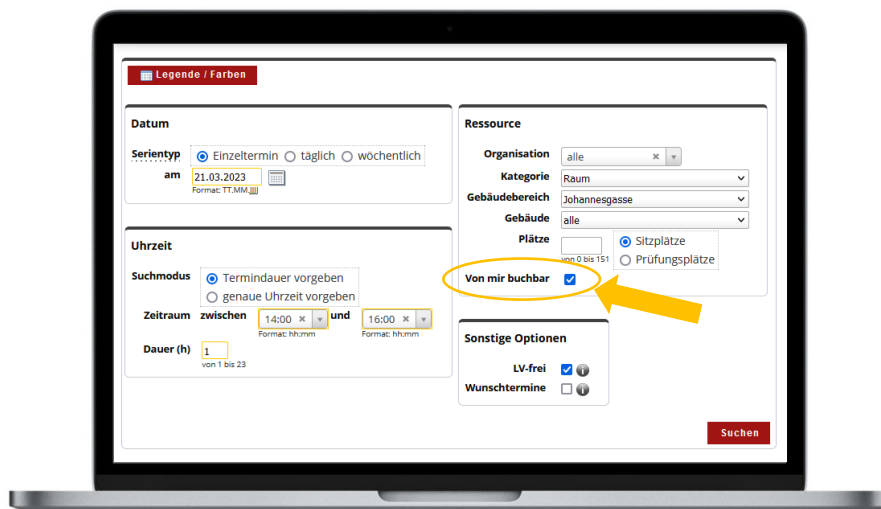 Legende / Farben
Datum
Serientyp Einzeltermin täglich wöchentlich
am 21.03.2023
Format: TT.MM.JJJJ
Uhrzeit
Suchmodus Termindauer vorgeben
genaue Uhrzeit vorgeben
Zeitraum zwischen 14:00 und 16:00
Format: hh:mm Format: hh:mm
Dauer (h) 1
von 1 bis 23
Ressource
Organisation alle
Kategorie Raum
Gebäudebereich Johannesgasse
Gebäude alle
Plätze Sitzplätze
von 0 bis 151 Prüfungsplätze
Von mir buchbar
Sonstige Optionen
LV-frei
Wunschtermine
Suchen